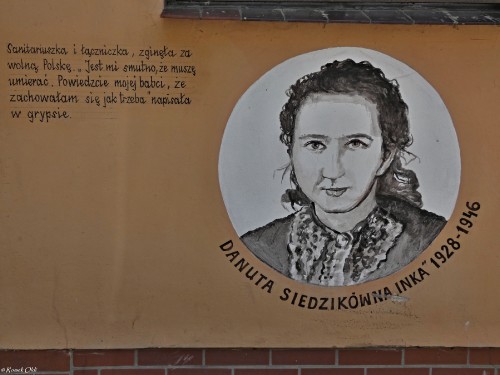 Sanitariuszka i łączniczka, zginęła za
wolną Polskę. „Jest mi smutno, że muszę
umierać. Powiedzcie mojej babci, że
zachowałam się jak trzeba" napisała
w grypsie.
DANUTA SIEDZIKÓWNA „INKA" 1928-1946